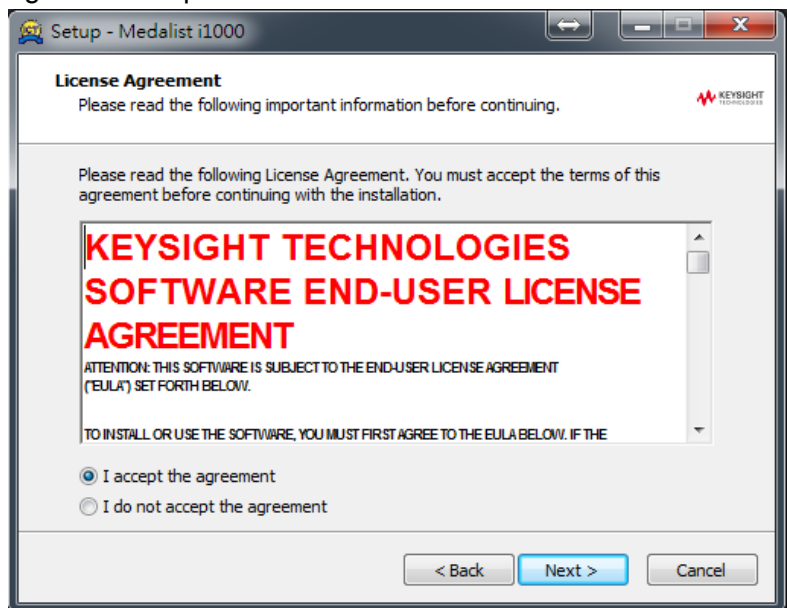 Setup - Medalist i1000
License Agreement
Please read the following important information before continuing.
KEYSIGHT
TECHNOLOGIES
Please read the following License Agreement. You must accept the terms of this
agreement before continuing with the installation.
KEYSIGHT TECHNOLOGIES
SOFTWARE END-USER LICENSE
AGREEMENT
ATTENTION: THIS SOFTWARE IS SUBJECT TO THE END-USER LICENSE AGREEMENT
("EULA") SET FORTH BELOW.
TO INSTALL OR USE THE SOFTWARE, YOU MUST FIRST AGREE TO THE EULA BELOW. IF THE
I accept the agreement
I do not accept the agreement
< Back
Next >
Cancel